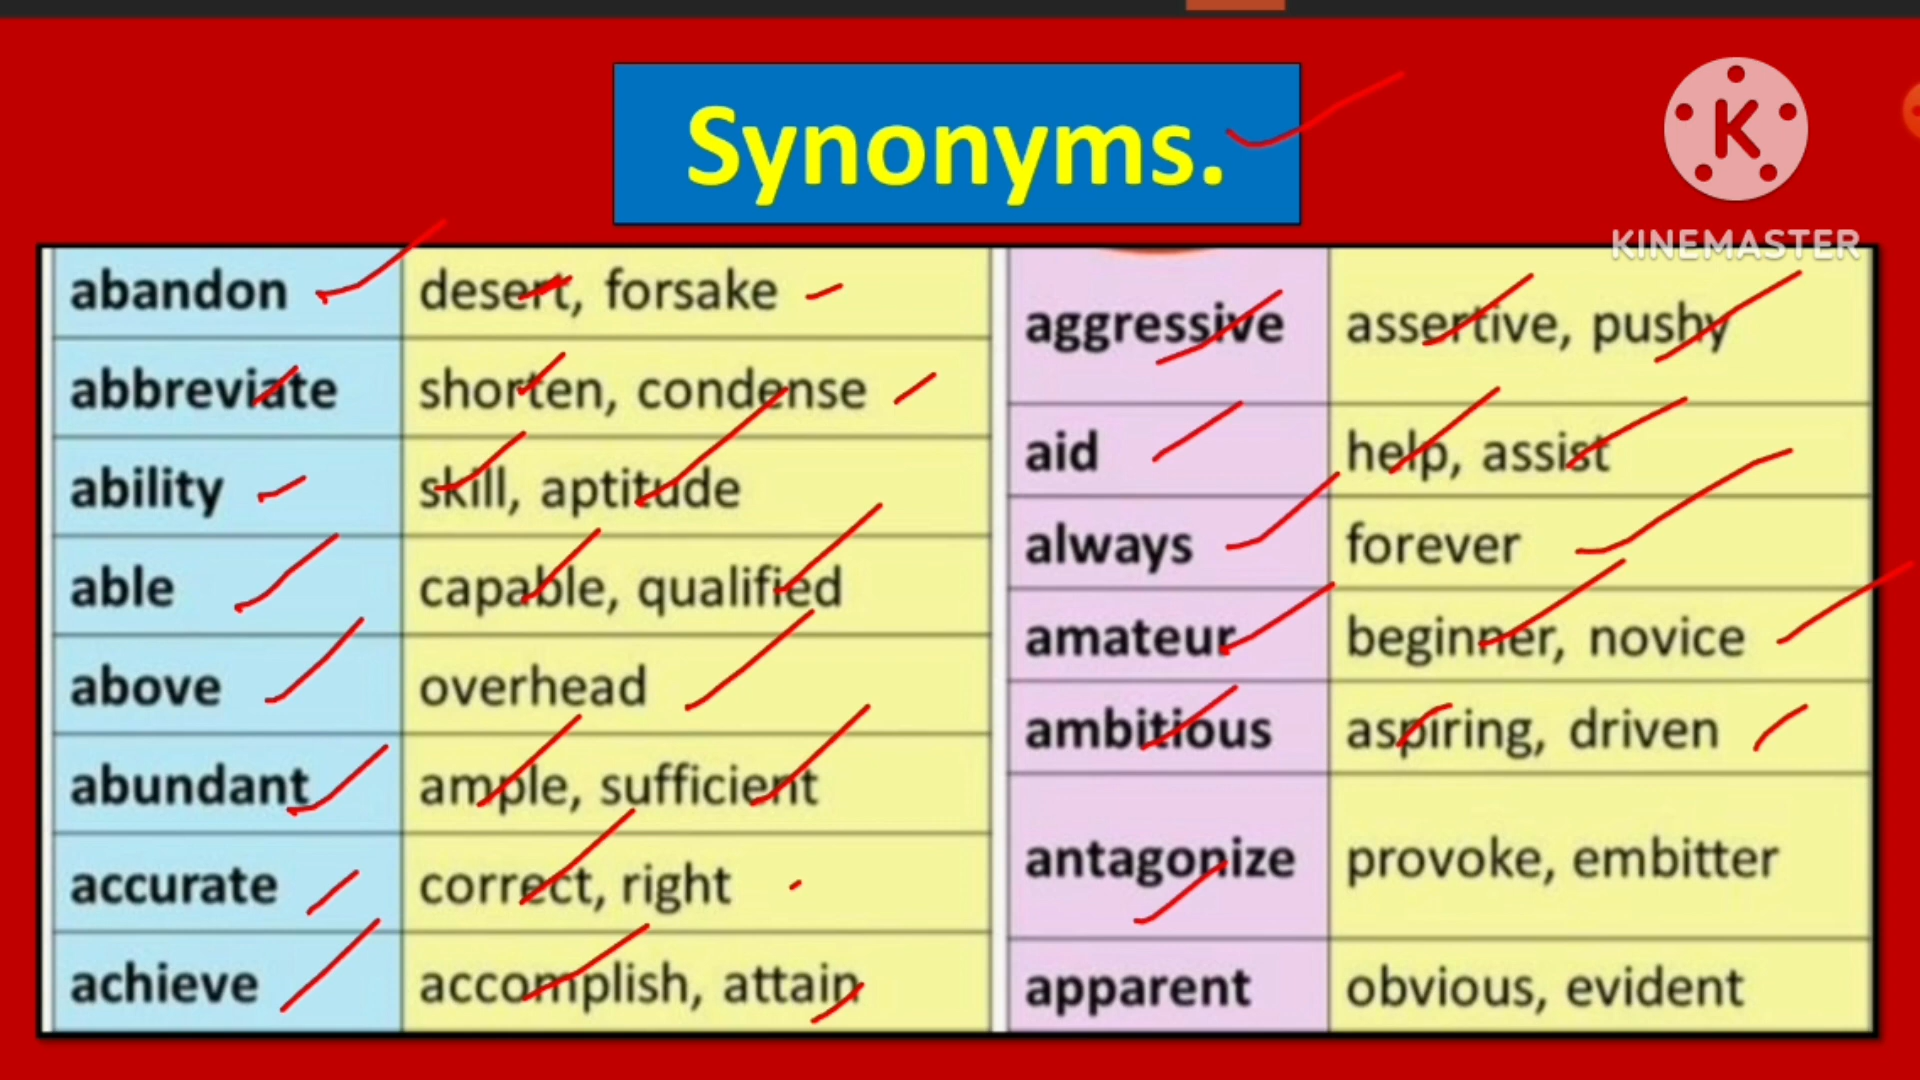 Synonyms.
K
KINEMASTER
abandon desert, forsake
abbreviate shorten, condense
ability skill, aptitude
able capable, qualified
above overhead
abundant ample, sufficient
accurate correct, right
achieve accomplish, attain
aggressive assertive, pushy
aid help, assist
always forever
amateur beginner, novice
ambitious aspiring, driven
antagonize provoke, embitter
apparent obvious, evident